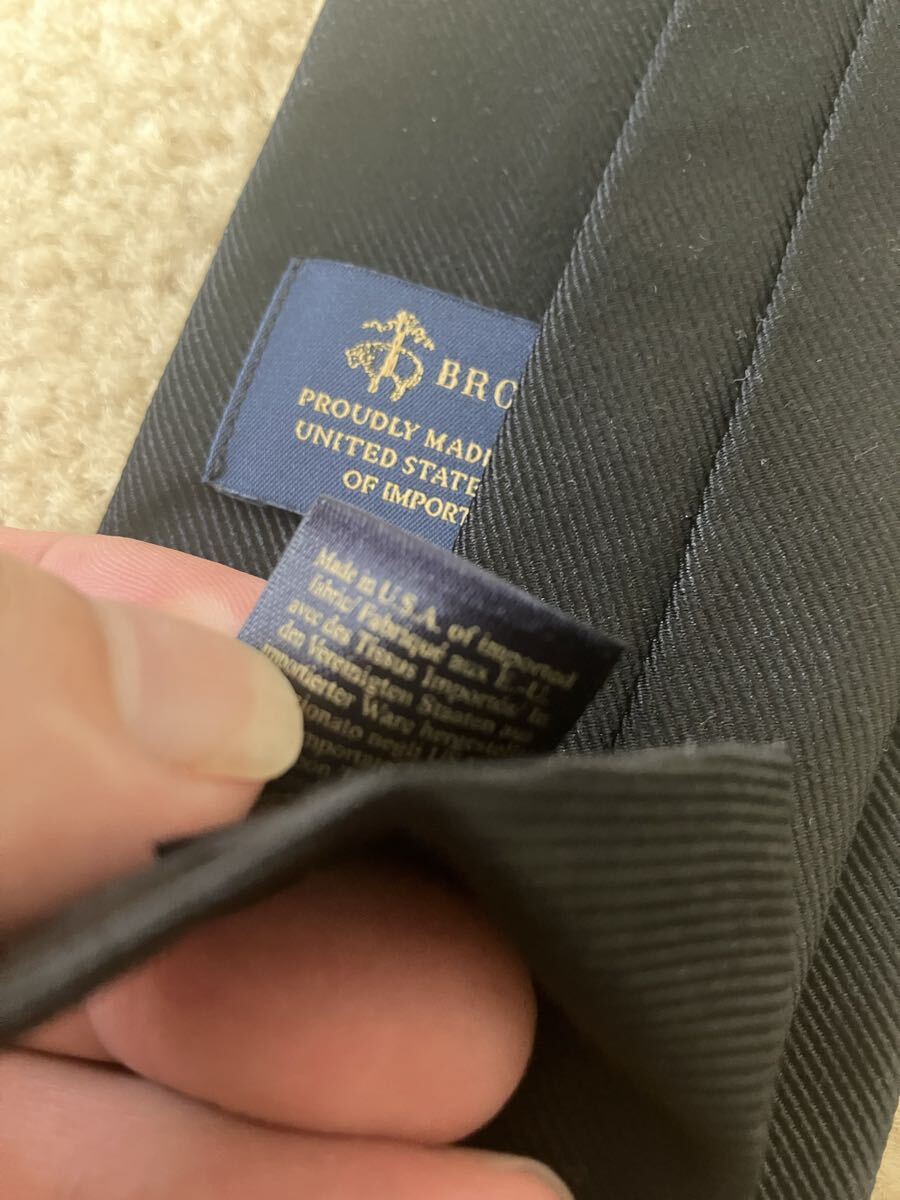 BRO
PROUDLY MADE
UNITED STATE
OF IMPORT
Made in U.S.A. of imported
fabric/ Fabriqué aux E-U.
avec des Tissus Importés/ In
den Vereinigten Staaten aus
importierter Ware hergestellt
negli